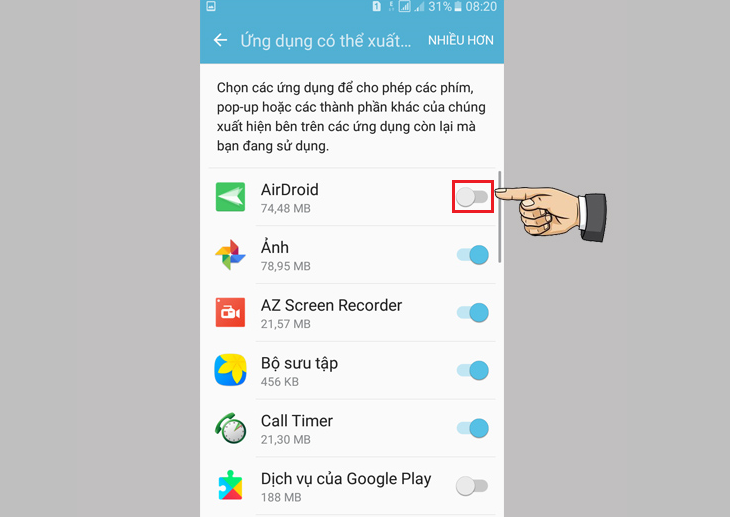 1 31% 08:20
Ứng dụng có thể xuất... NHIỀU HƠN
Chọn các ứng dụng để cho phép các phím,
pop-up hoặc các thành phần khác của chúng
xuất hiện bên trên các ứng dụng còn lại mà
bạn đang sử dụng.
AirDroid
74,48 MB
Ảnh
78,95 MB
AZ Screen Recorder
21,57 MB
Bộ sưu tập
456 KB
Call Timer
21,30 MB
Dịch vụ của Google Play
188 MB